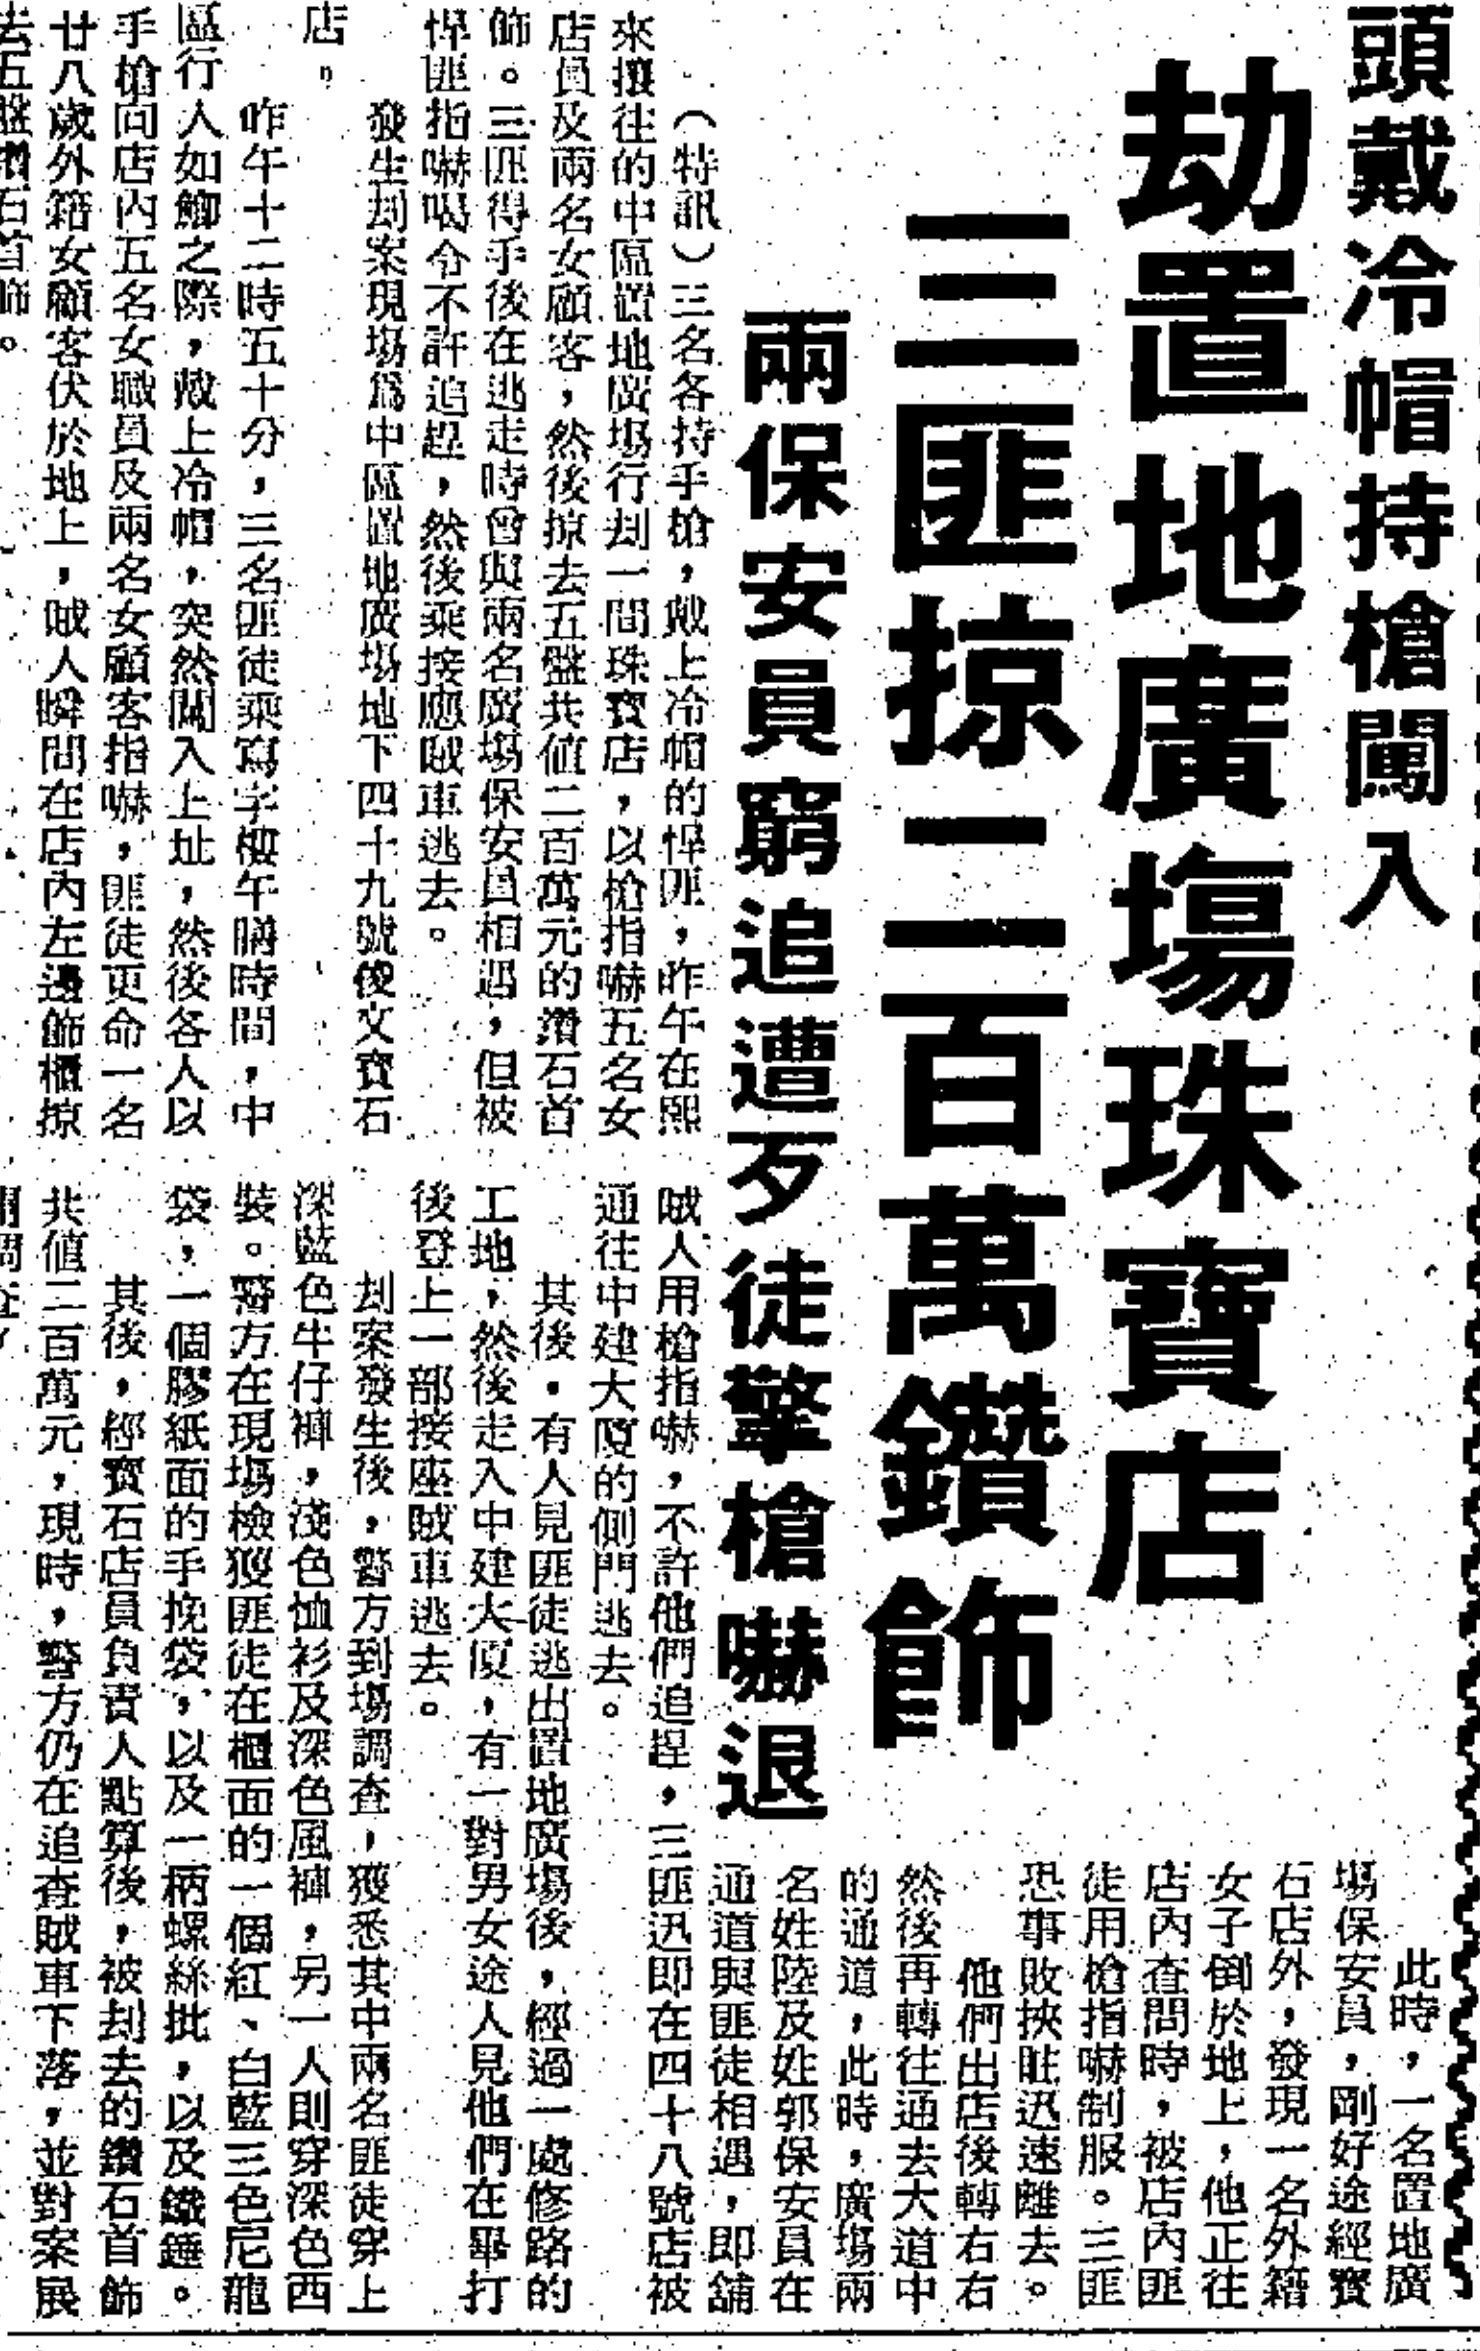 頭戴冷帽持槍闖入
劫置地廣塲珠寶店
三匪掠二百萬鑽飾
兩保安員窮追遭歹徒擎槍嚇退
（特訊）三名各持手槍，戴上冷帽的悍匪，昨午在熙
來攘往的中區置地廣塲行刦一間珠寶店，以槍指嚇五名女
店員及兩名女顧客，然後掠去五盤共值二百萬元的鑽石首
飾。三匪得手後在逃走時曾與兩名廣塲保安員相遇，但被
悍匪指嚇喝令不許追趕，然後乘接應賊車逃去。
發生刦案現塲爲中區置地廣塲地下四十九號俊文寶石
店，
昨午十二時五十分，三名匪徒乘寫字樓午膳時間，中
區行人如鯽之際，戴上冷帽，突然闖入上址，然後各人以
手槍向店內五名女職員及兩名女顧客指嚇，匪徒更命一名
廿八歲外籍女顧客伏於地上，賊人瞬間在店內左邊飾櫃掠
去五盤鑽石首飾。
此時，一名置地廣
塲保安員，剛好途經寶
石店外，發現一名外籍
女子倒於地上，他正往
店內查問時，被店內匪
徒用槍指嚇制服。三匪
恐事敗挾贓迅速離去。
他們出店後轉右右
然後再轉往通去大道中
的通道，此時，廣塲兩
名姓陸及姓郭保安員在
通道與匪徒相遇，即舖
賊人用槍指嚇，不許他們追捏，三匪迅即在四十八號店被
通往中建大厦的側門逃去。
其後，有人見匪徒逃出置地廣塲後，經過一處修路的
工地，然後走入中建大厦，有一對男女途人見他們在畢打
後登上一部接座賊車逃去。
刦案發生後，警方到塲調查，獲悉其中兩名匪徒穿上
深藍色牛仔褲，淺色恤衫及深色風褲，另一人則穿深色西
裝。警方在現塲檢獲匪徒在櫃面的一個紅、白藍三色尼龍
袋，一個膠紙面的手挽袋，以及一柄螺絲批，以及鐵錘。
其後，經寶石店員負責人點算後，被刦去的鑽石首飾
共值二百萬元，現時，警方仍在追查賊車下落，並對案展
開調查，